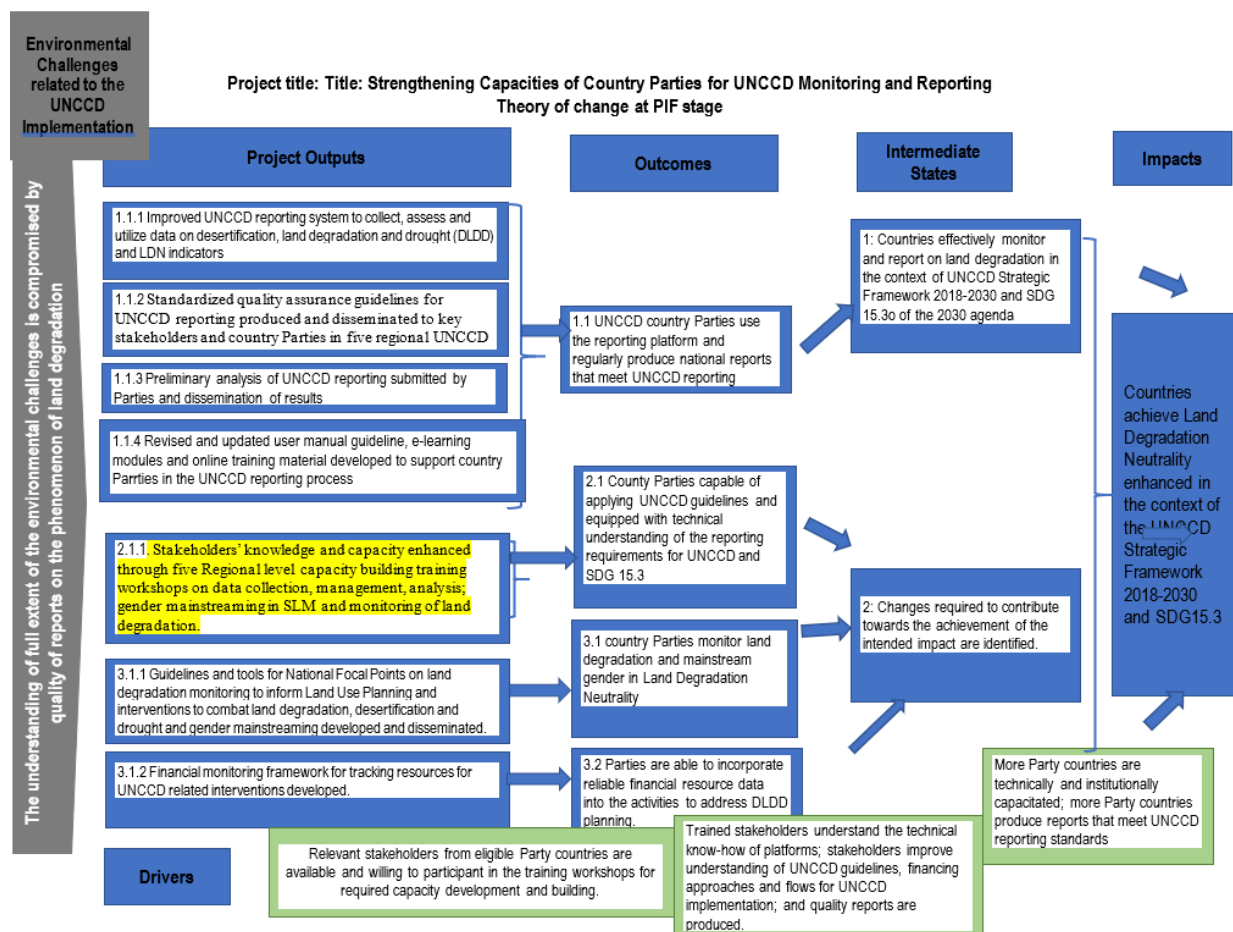 Environmental
Challenges
related to the
UNCCD
Implementation
Project title: Title: Strengthening Capacities of Country Parties for UNCCD Monitoring and Reporting
Theory of change at PIF stage
The understanding of full extent of the environmental challenges is compromised by
quality of reports on the phenomenon of land degradation
Project Outputs
Outcomes
Intermediate
States
Impacts
1.1.1 Improved UNCCD reporting system to collect, assess and
utilize data on desertification, land degradation and drought (DLDD)
and LDN indicators
1.1.2 Standardized quality assurance guidelines for
UNCCD reporting produced and disseminated to key
stakeholders and country Parties in five regional UNCCD
1.1.3 Preliminary analysis of UNCCD reporting submitted by
Parties and dissemination of results
1.1.4 Revised and updated user manual guideline, e-learning
modules and online training material developed to support country
Parrties in the UNCCD reporting process
2.1.1. Stakeholders' knowledge and capacity enhanced
through five Regional level capacity building training
workshops on data collection, management, analysis;
gender mainstreaming in SLM and monitoring of land
degradation.
3.1.1 Guidelines and tools for National Focal Points on land
degradation monitoring to inform Land Use Planning and
interventions to combat land degradation, desertification and
drought and gender mainstreaming developed and disseminated.
3.1.2 Financial monitoring framework for tracking resources for
UNCCD related interventions developed.
1.1 UNCCD country Parties use
the reporting platform and
regularly produce national reports
that meet UNCCD reporting
2.1 County Parties capable of
applying UNCCD guidelines and
equipped with technical
understanding of the reporting
requirements for UNCCD and
SDG 15.3
3.1 country Parties monitor land
degradation and mainstream
gender in Land Degradation
Neutrality
3.2 Parties are able to incorporate
reliable financial resource data
into the activities to address DLDD
planning.
1: Countries effectively monitor
and report on land degradation in
the context of UNCCD Strategic
Framework 2018-2030 and SDG
15.3o of the 2030 agenda
2: Changes required to contribute
towards the achievement of the
intended impact are identified.
Countries
achieve Land
Degradation
Neutrality
enhanced in
in the context of
the UNCCD
Strategic
Framework
2018-2030
and SDG15.3
Drivers
Relevant stakeholders from eligible Party countries are
available and willing to participant in the training workshops for
required capacity development and building.
Trained stakeholders understand the technical
know-how of platforms; stakeholders improve
understanding of UNCCD guidelines, financing
approaches and flows for UNCCD
implementation; and quality reports are
produced.
More Party countries are
technically and institutionally
capacitated; more Party countries
produce reports that meet UNCCD
reporting standards